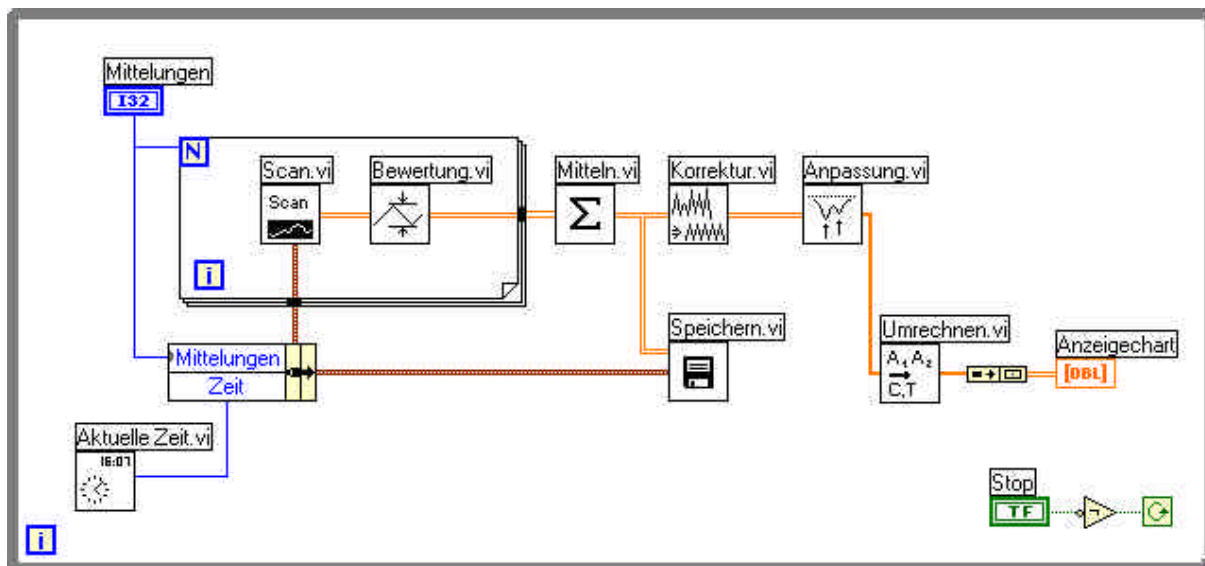 Mittelungen
I32
N
Scan.vi
Bewertung.vi
Mitteln.vi
Korrektur.vi
Anpassung.vi
Scan
Σ
i
Mittelungen
Zeit
Speichern.vi
Umrechnen.vi
A₁ A₂
C,T
Anzeigechart
[DBL]
Aktuelle Zeit.vi
16:07
Stop
TF
i